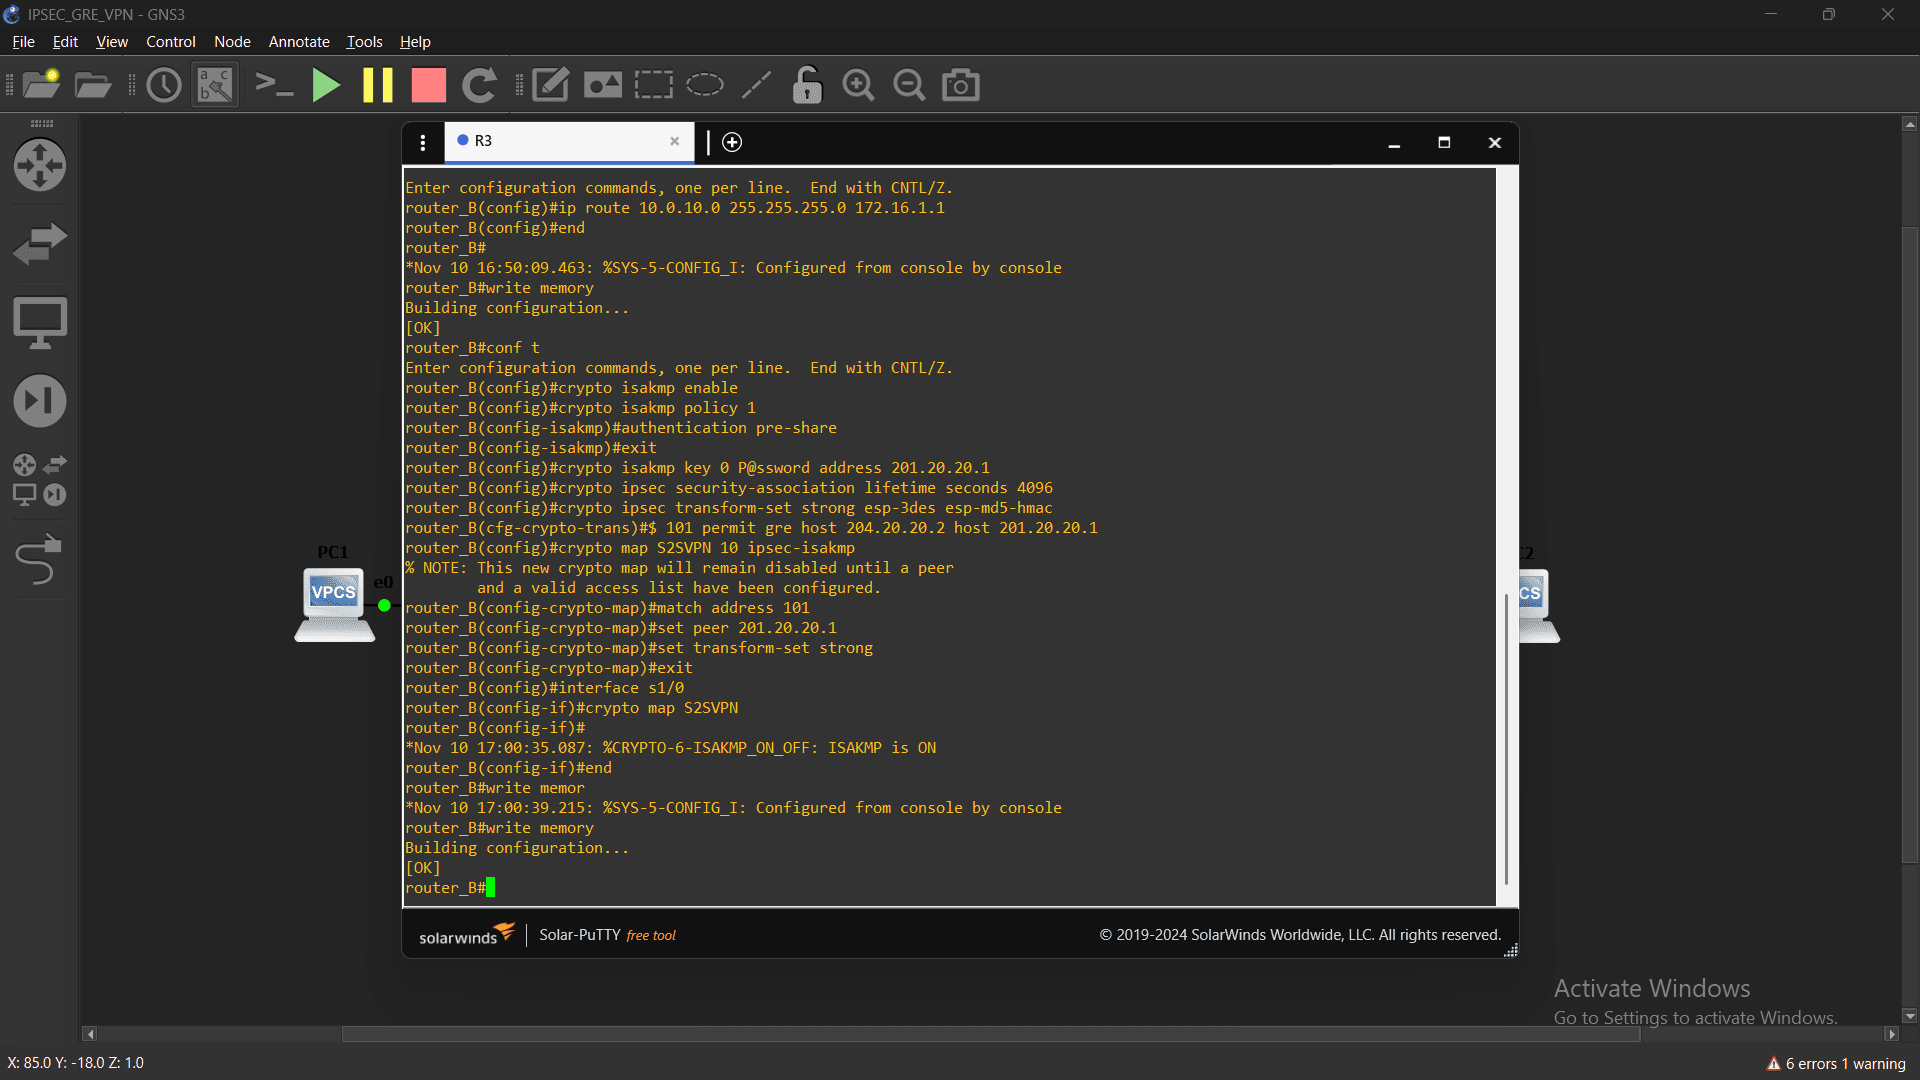 IPSEC_GRE_VPN - GNS3
File Edit View Control Node Annotate Tools Help
R3
Enter configuration commands, one per line.  End with CNTL/Z.
router_B(config)#ip route 10.0.10.0 255.255.255.0 172.16.1.1
router_B(config)#end
router_B#
*Nov 10 16:50:09.463: %SYS-5-CONFIG_I: Configured from console by console
router_B#write memory
Building configuration...
[OK]
router_B#conf t
Enter configuration commands, one per line.  End with CNTL/Z.
router_B(config)#crypto isakmp enable
router_B(config)#crypto isakmp policy 1
router_B(config-isakmp)#authentication pre-share
router_B(config-isakmp)#exit
router_B(config)#crypto isakmp key 0 P@ssword address 201.20.20.1
router_B(config)#crypto ipsec security-association lifetime seconds 4096
router_B(config)#crypto ipsec transform-set strong esp-3des esp-md5-hmac
router_B(cfg-crypto-trans)#$ 101 permit gre host 204.20.20.2 host 201.20.20.1
router_B(config)#crypto map S2SVPN 10 ipsec-isakmp
% NOTE: This new crypto map will remain disabled until a peer
        and a valid access list have been configured.
router_B(config-crypto-map)#match address 101
router_B(config-crypto-map)#set peer 201.20.20.1
router_B(config-crypto-map)#set transform-set strong
router_B(config-crypto-map)#exit
router_B(config)#interface s1/0
router_B(config-if)#crypto map S2SVPN
router_B(config-if)#
*Nov 10 17:00:35.087: %CRYPTO-6-ISAKMP_ON_OFF: ISAKMP is ON
router_B(config-if)#end
router_B#write memor
*Nov 10 17:00:39.215: %SYS-5-CONFIG_I: Configured from console by console
router_B#write memory
Building configuration...
[OK]
router_B#
PC1
VPCS
e0
C2
CS
solarwinds
Solar-PuTTY free tool
© 2019-2024 SolarWinds Worldwide, LLC. All rights reserved.
Activate Windows
Go to Settings to activate Windows.
X: 85.0 Y: -18.0 Z: 1.0
6 errors 1 warning